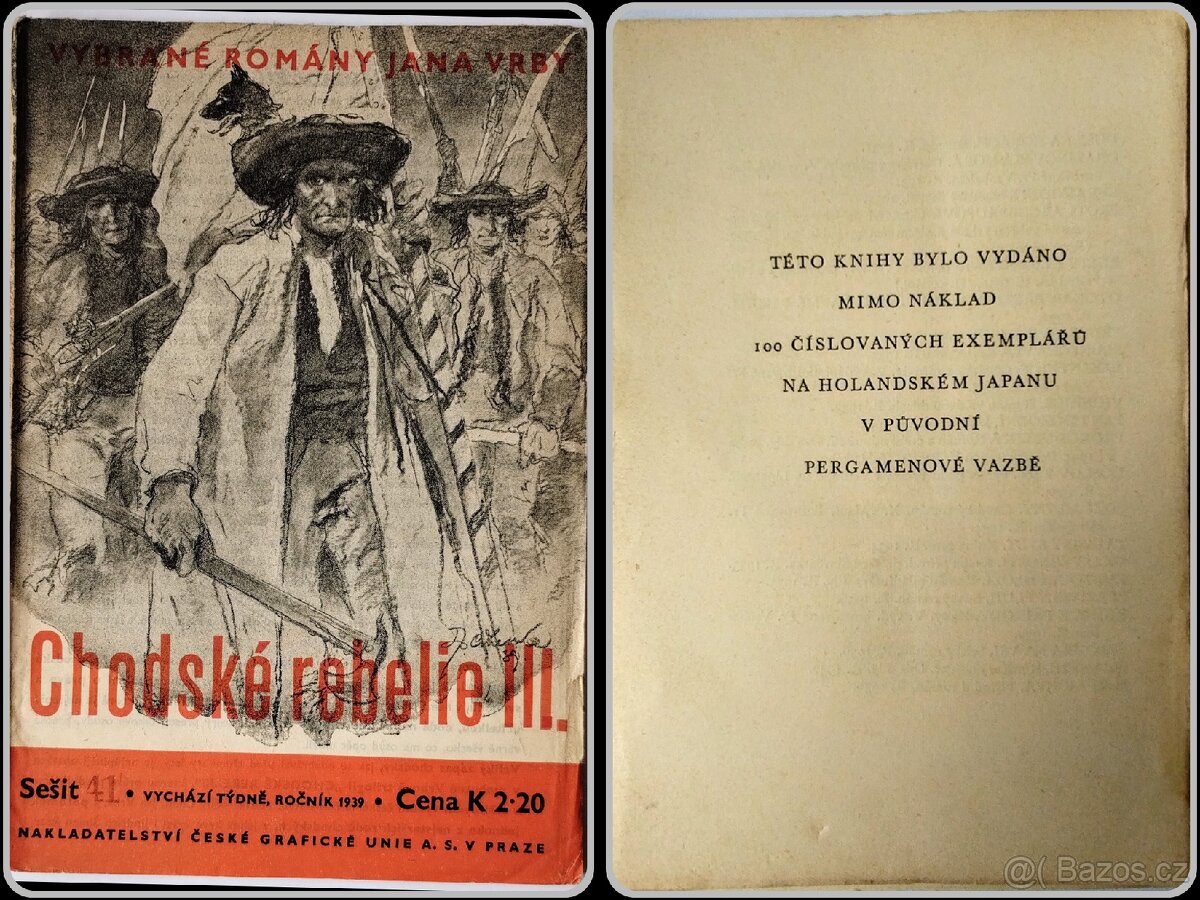 VYBRANÉ ROMÁNY JANA VRBY
Chodské rebelie III.
Sešit 41 • VYCHÁZÍ TÝDNĚ, ROČNÍK 1939 • Cena K 2·20
NAKLADATELSTVÍ ČESKÉ GRAFICKÉ UNIE A. S. V PRAZE
TÉTO KNIHY BYLO VYDÁNO
MIMO NÁKLAD
100 ČÍSLOVANÝCH EXEMPLÁŘŮ
NA HOLANDSKÉM JAPANU
V PŮVODNÍ
PERGAMENOVÉ VAZBĚ
@( Bazos.cz